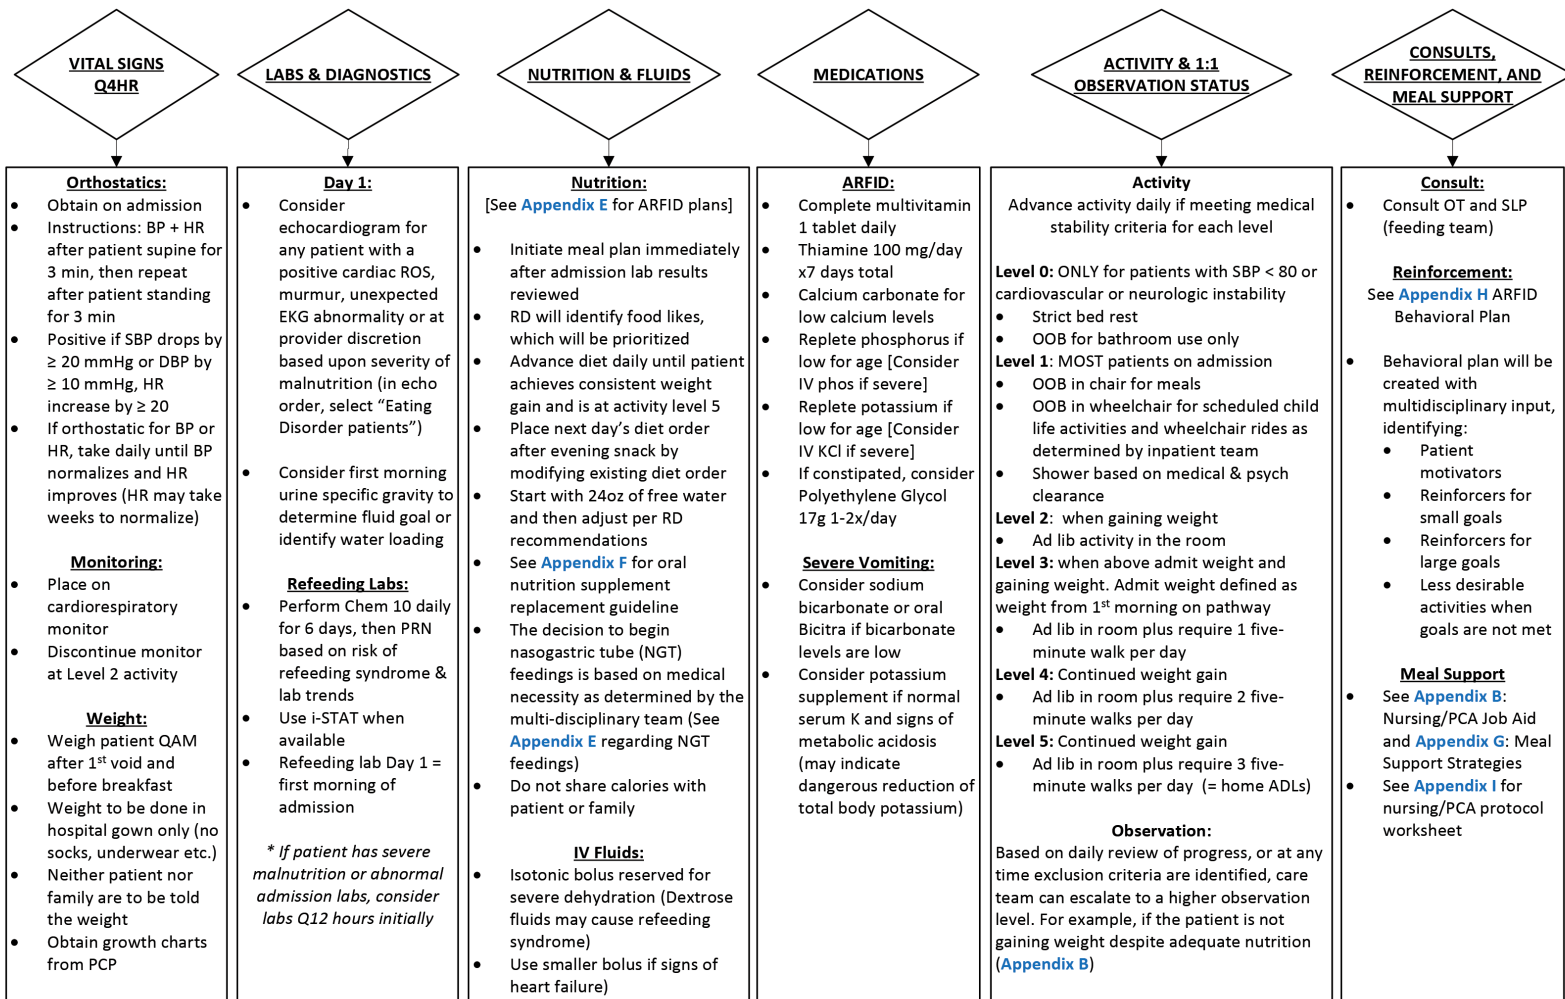 VITAL SIGNS
Q4HR
LABS & DIAGNOSTICS
NUTRITION & FLUIDS
MEDICATIONS
ACTIVITY & 1:1
OBSERVATION STATUS
CONSULTS,
REINFORCEMENT, AND
MEAL SUPPORT
Orthostatics:
• Obtain on admission
• Instructions: BP + HR
after patient supine for
3 min, then repeat
after patient standing
for 3 min
• Positive if SBP drops by
≥ 20 mmHg or DBP by
≥ 10 mmHg, HR
increase by ≥ 20
• If orthostatic for BP or
HR, take daily until BP
normalizes and HR
improves (HR may take
weeks to normalize)
Monitoring:
• Place on
cardiorespiratory
monitor
• Discontinue monitor
at Level 2 activity
Weight:
• Weigh patient QAM
after 1st void and
before breakfast
• Weight to be done in
hospital gown only (no
socks, underwear etc.)
• Neither patient nor
family are to be told
the weight
• Obtain growth charts
from PCP
Day 1:
• Consider
echocardiogram for
any patient with a
positive cardiac ROS,
murmur, unexpected
EKG abnormality or at
provider discretion
based upon severity of
malnutrition (in echo
order, select “Eating
Disorder patients”)
• Consider first morning
urine specific gravity to
determine fluid goal or
identify water loading
Refeeding Labs:
• Perform Chem 10 daily
for 6 days, then PRN
based on risk of
refeeding syndrome &
lab trends
• Use i-STAT when
available
• Refeeding lab Day 1 =
first morning of
admission
* If patient has severe
malnutrition or abnormal
admission labs, consider
labs Q12 hours initially
Nutrition:
[See Appendix E for ARFID plans]
• Initiate meal plan immediately
after admission lab results
reviewed
• RD will identify food likes,
which will be prioritized
• Advance diet daily until patient
achieves consistent weight
gain and is at activity level 5
• Place next day’s diet order
after evening snack by
modifying existing diet order
• Start with 24oz of free water
and then adjust per RD
recommendations
• See Appendix F for oral
nutrition supplement
replacement guideline
• The decision to begin
nasogastric tube (NGT)
feedings is based on medical
necessity as determined by the
multi-disciplinary team (See
Appendix E regarding NGT
feedings)
• Do not share calories with
patient or family
IV Fluids:
• Isotonic bolus reserved for
severe dehydration (Dextrose
fluids may cause refeeding
syndrome)
• Use smaller bolus if signs of
heart failure)
ARFID:
• Complete multivitamin
1 tablet daily
• Thiamine 100 mg/day
x7 days total
• Calcium carbonate for
low calcium levels
• Replete phosphorus if
low for age [Consider
IV phos if severe]
• Replete potassium if
low for age [Consider
IV KCl if severe]
• If constipated, consider
Polyethylene Glycol
17g 1-2x/day
Severe Vomiting:
• Consider sodium
bicarbonate or oral
Bicitra if bicarbonate
levels are low
• Consider potassium
supplement if normal
serum K and signs of
metabolic acidosis
(may indicate
dangerous reduction of
total body potassium)
Activity
Advance activity daily if meeting medical
stability criteria for each level
Level 0: ONLY for patients with SBP < 80 or
cardiovascular or neurologic instability
• Strict bed rest
• OOB for bathroom use only
Level 1: MOST patients on admission
• OOB in chair for meals
• OOB in wheelchair for scheduled child
life activities and wheelchair rides as
determined by inpatient team
• Shower based on medical & psych
clearance
Level 2: when gaining weight
• Ad lib activity in the room
Level 3: when above admit weight and
gaining weight. Admit weight defined as
weight from 1st morning on pathway
• Ad lib in room plus require 1 five-
minute walk per day
Level 4: Continued weight gain
• Ad lib in room plus require 2 five-
minute walks per day
Level 5: Continued weight gain
• Ad lib in room plus require 3 five-
minute walks per day (= home ADLs)
Observation:
Based on daily review of progress, or at any
time exclusion criteria are identified, care
team can escalate to a higher observation
level. For example, if the patient is not
gaining weight despite adequate nutrition
(Appendix B)
Consult:
• Consult OT and SLP
(feeding team)
Reinforcement:
See Appendix H ARFID
Behavioral Plan
• Behavioral plan will be
created with
multidisciplinary input,
identifying:
• Patient
motivators
• Reinforcers for
small goals
• Reinforcers for
large goals
• Less desirable
activities when
goals are not met
Meal Support
• See Appendix B:
Nursing/PCA Job Aid
and Appendix G: Meal
Support Strategies
• See Appendix I for
nursing/PCA protocol
worksheet